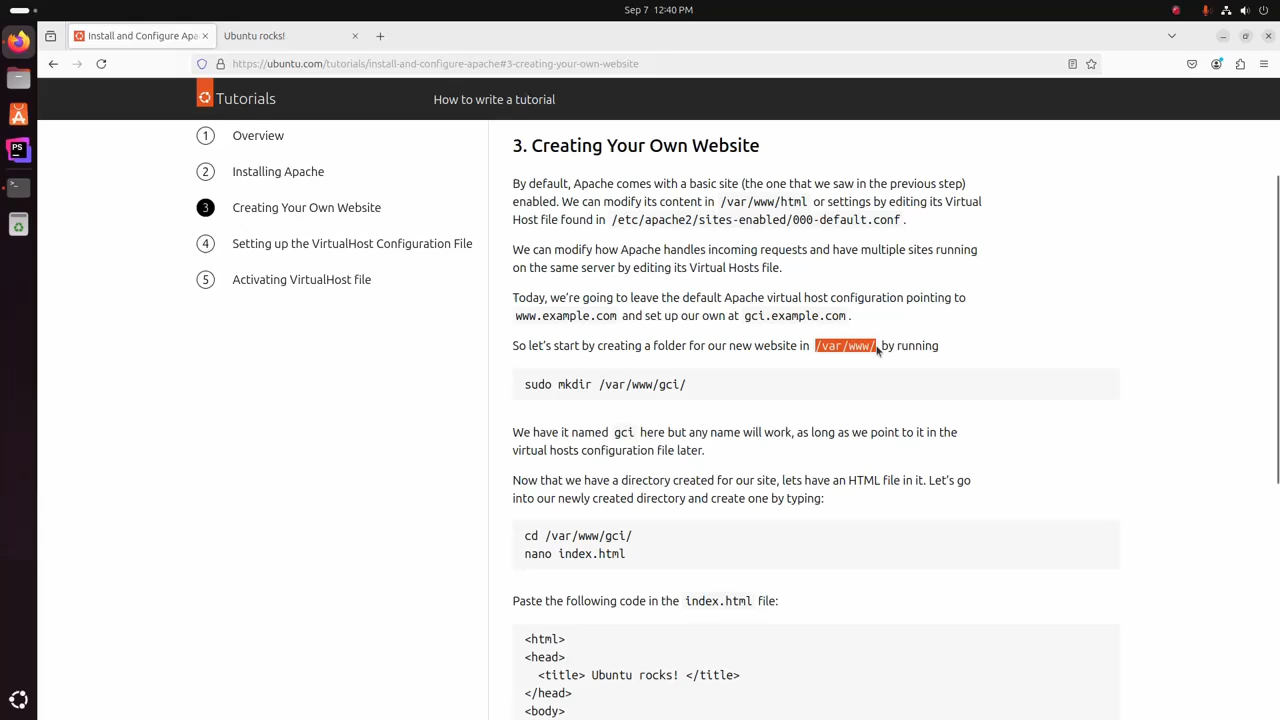 Sep 7 12:40 PM
Install and Configure Apa
Ubuntu rocks!
https://ubuntu.com/tutorials/install-and-configure-apache#3-creating-your-own-website
Tutorials
How to write a tutorial
1 Overview
2 Installing Apache
3 Creating Your Own Website
4 Setting up the VirtualHost Configuration File
5 Activating VirtualHost file
3. Creating Your Own Website
By default, Apache comes with a basic site (the one that we saw in the previous step)
enabled. We can modify its content in /var/www/html or settings by editing its Virtual
Host file found in /etc/apache2/sites-enabled/000-default.conf.
We can modify how Apache handles incoming requests and have multiple sites running
on the same server by editing its Virtual Hosts file.
Today, we’re going to leave the default Apache virtual host configuration pointing to
www.example.com and set up our own at gci.example.com.
So let’s start by creating a folder for our new website in /var/www/ by running
sudo mkdir /var/www/gci/
We have it named gci here but any name will work, as long as we point to it in the
virtual hosts configuration file later.
Now that we have a directory created for our site, lets have an HTML file in it. Let’s go
into our newly created directory and create one by typing:
cd /var/www/gci/
nano index.html
Paste the following code in the index.html file:
<html>
<head>
<title> Ubuntu rocks! </title>
</head>
<body>
PS